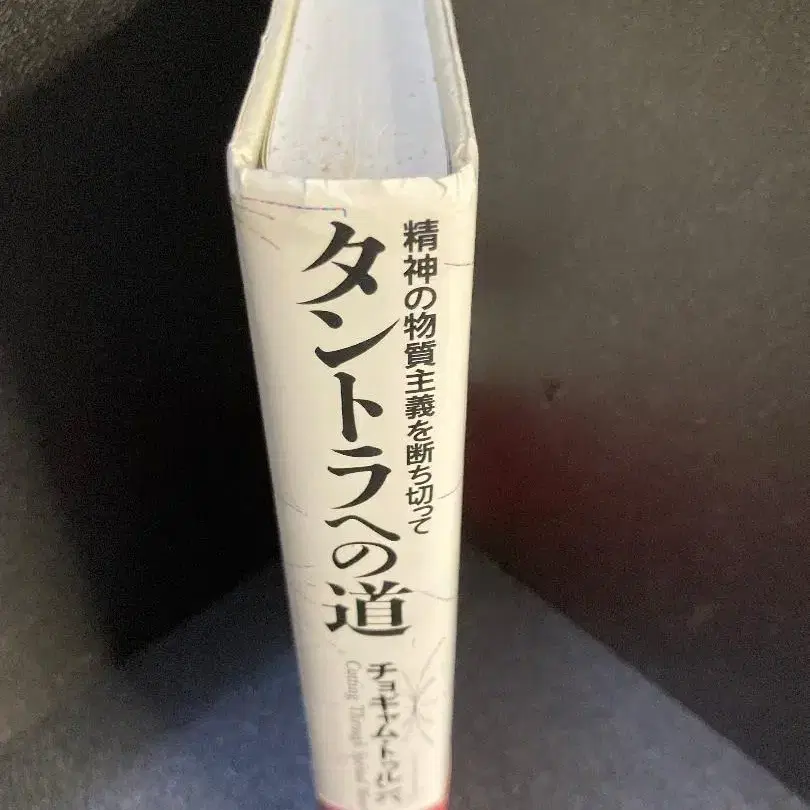 精神の物質主義を断ち切って
タントラへの道
チョギャム・トゥルンパ
Cutting Through Spiritual